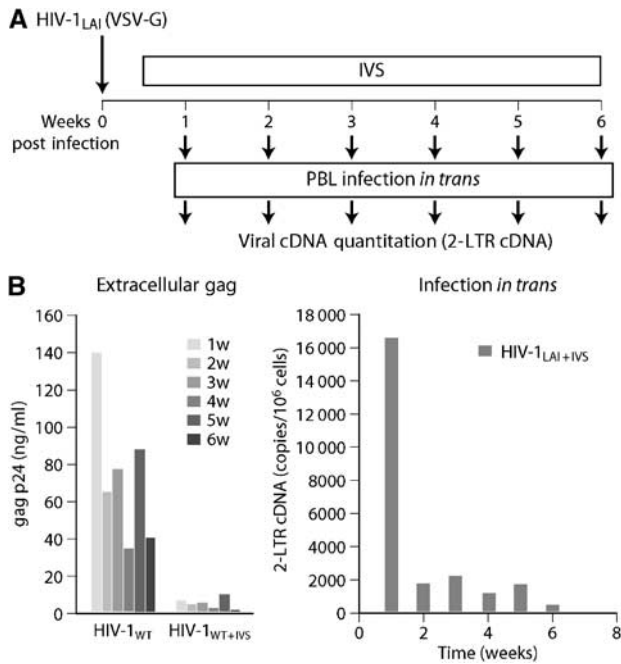 A
HIV-1LAI (VSV-G)
IVS
Weeks 0 1 2 3 4 5 6
post infection
PBL infection in trans
Viral cDNA quantitation (2-LTR cDNA)
B
Extracellular gag
gag p24 (ng/ml)
160
140
120
100
80
60
40
20
0
1w
2w
3w
4w
5w
6w
HIV-1WT HIV-1WT+IVS
Infection in trans
2-LTR cDNA (copies/10⁶ cells)
18 000
16 000
14 000
12 000
10 000
8000
6000
4000
2000
0
HIV-1LAI+IVS
0 2 4 6 8
Time (weeks)